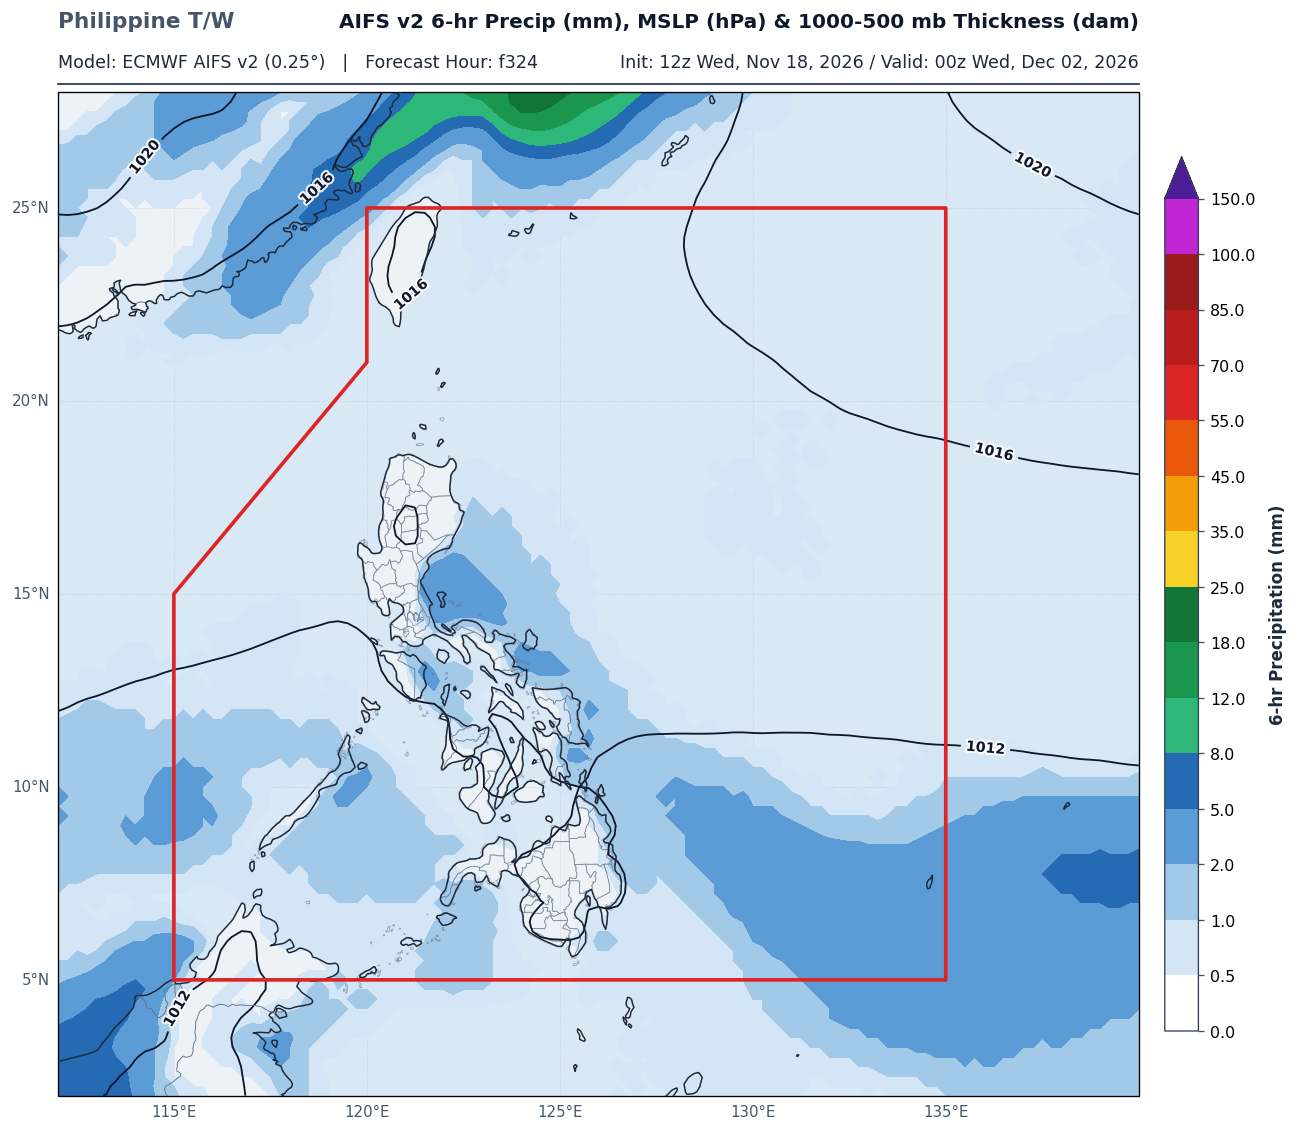 Philippine T/W
AIFS v2 6-hr Precip (mm), MSLP (hPa) & 1000-500 mb Thickness (dam)
Model: ECMWF AIFS v2 (0.25°) | Forecast Hour: f324
Init: 12z Wed, Nov 18, 2026 / Valid: 00z Wed, Dec 02, 2026
1020
1016
1020
1016
1016
1012
1012
25°N
20°N
15°N
10°N
5°N
115°E
120°E
125°E
130°E
135°E
150.0
100.0
85.0
70.0
55.0
45.0
35.0
25.0
18.0
12.0
8.0
5.0
2.0
1.0
0.5
0.0
6-hr Precipitation (mm)